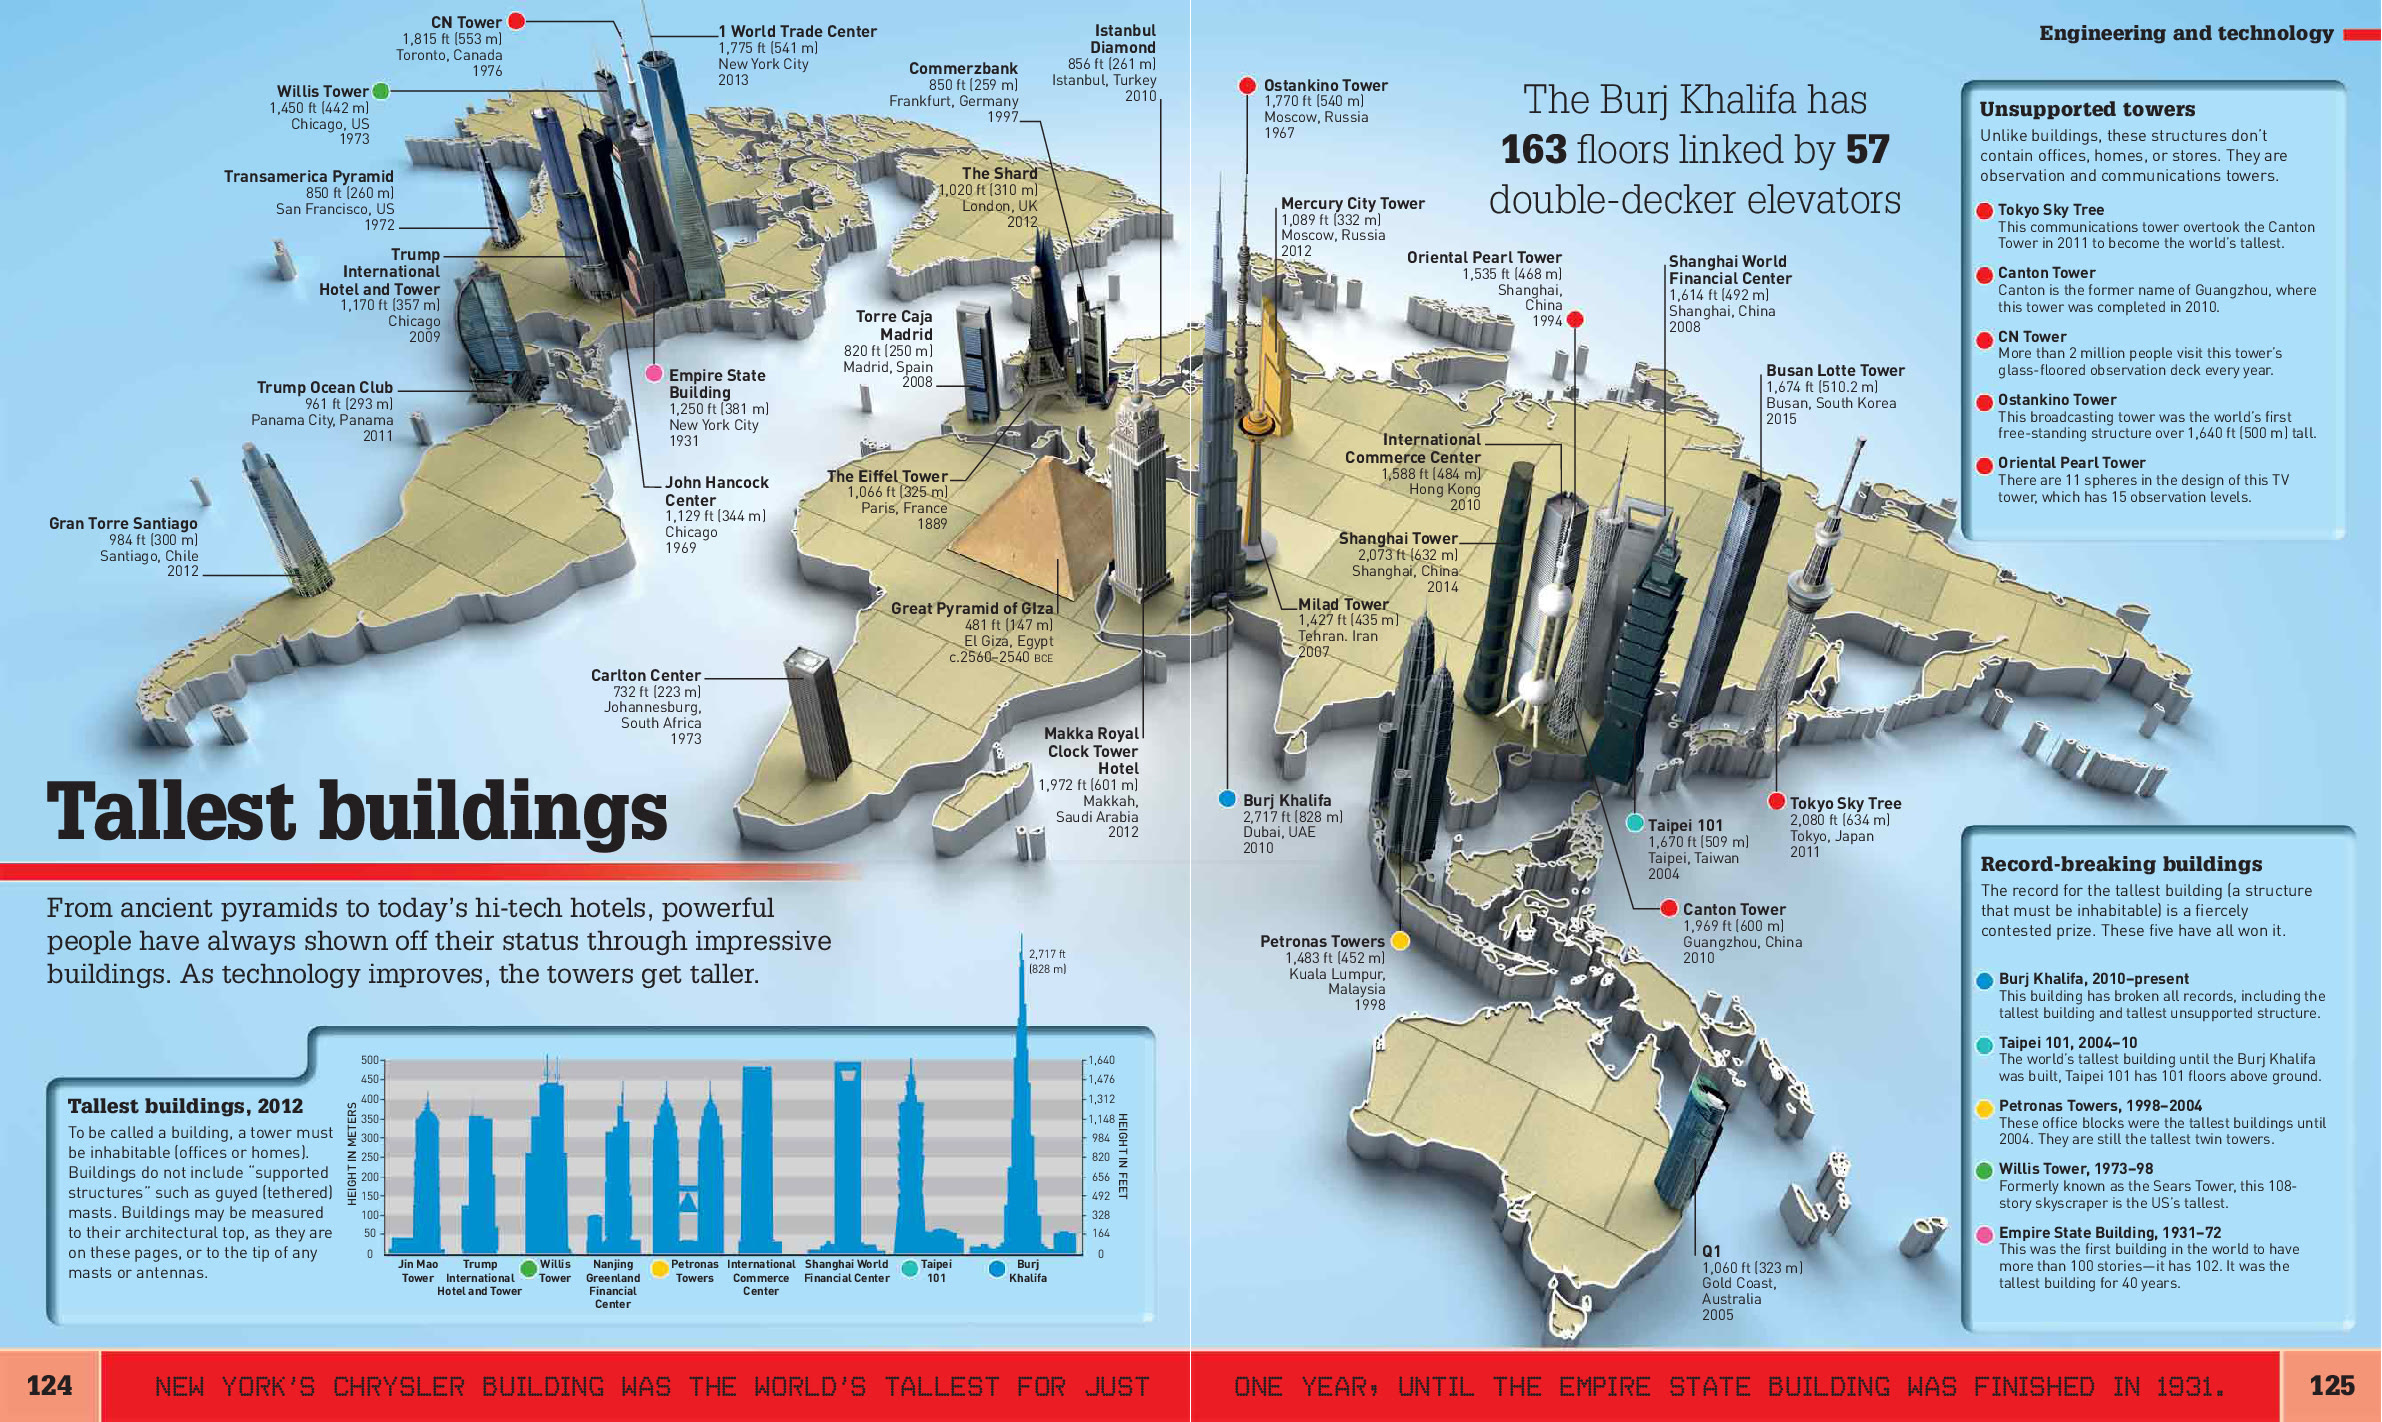 Engineering and technology
CN Tower
1,815 ft (553 m)
Toronto, Canada
1976
1 World Trade Center
1,775 ft (541 m)
New York City
2013
Willis Tower
1,450 ft (442 m)
Chicago, US
1973
Commerzbank
850 ft (259 m)
Frankfurt, Germany
1997
Istanbul
Diamond
856 ft (261 m)
Istanbul, Turkey
2010
Ostankino Tower
1,770 ft (540 m)
Moscow, Russia
1967
The Burj Khalifa has
163 floors linked by 57
double-decker elevators
Transamerica Pyramid
850 ft (260 m)
San Francisco, US
1972
The Shard
1,020 ft (310 m)
London, UK
2012
Mercury City Tower
1,089 ft (332 m)
Moscow, Russia
2012
Trump
International
Hotel and Tower
1,170 ft (357 m)
Chicago
2009
Oriental Pearl Tower
1,535 ft (468 m)
Shanghai,
China
1994
Shanghai World
Financial Center
1,614 ft (492 m)
Shanghai, China
2008
Torre Caja
Madrid
820 ft (250 m)
Madrid, Spain
2008
Trump Ocean Club
961 ft (293 m)
Panama City, Panama
2011
Empire State
Building
1,250 ft (381 m)
New York City
1931
Busan Lotte Tower
1,674 ft (510.2 m)
Busan, South Korea
2015
International
Commerce Center
1,588 ft (484 m)
Hong Kong
2010
The Eiffel Tower
1,066 ft (325 m)
Paris, France
1889
John Hancock
Center
1,129 ft (344 m)
Chicago
1969
Gran Torre Santiago
984 ft (300 m)
Santiago, Chile
2012
Shanghai Tower
2,073 ft (632 m)
Shanghai, China
2014
Great Pyramid of GIza
481 ft (147 m)
El Giza, Egypt
c.2560–2540 BCE
Milad Tower
1,427 ft (435 m)
Tehran. Iran
2007
Carlton Center
732 ft (223 m)
Johannesburg,
South Africa
1973
Makka Royal
Clock Tower
Hotel
1,972 ft (601 m)
Makkah,
Saudi Arabia
2012
Burj Khalifa
2,717 ft (828 m)
Dubai, UAE
2010
Taipei 101
1,670 ft (509 m)
Taipei, Taiwan
2004
Tokyo Sky Tree
2,080 ft (634 m)
Tokyo, Japan
2011
Canton Tower
1,969 ft (600 m)
Guangzhou, China
2010
Petronas Towers
1,483 ft (452 m)
Kuala Lumpur,
Malaysia
1998
Q1
1,060 ft (323 m)
Gold Coast,
Australia
2005
Tallest buildings
From ancient pyramids to today's hi-tech hotels, powerful
people have always shown off their status through impressive
buildings. As technology improves, the towers get taller.
Tallest buildings, 2012
To be called a building, a tower must
be inhabitable (offices or homes).
Buildings do not include “supported
structures” such as guyed (tethered)
masts. Buildings may be measured
to their architectural top, as they are
on these pages, or to the tip of any
masts or antennas.
HEIGHT IN METERS
500
450
400
350
300
250
200
150
100
50
0
2,717 ft
(828 m)
1,640
1,476
1,312
1,148
984
820
656
492
328
164
0
HEIGHT IN FEET
Jin Mao
Tower
Trump
International
Hotel and Tower
Willis
Tower
Nanjing
Greenland
Financial
Center
Petronas
Towers
International
Commerce
Center
Shanghai World
Financial Center
Taipei
101
Burj
Khalifa
Unsupported towers
Unlike buildings, these structures don't
contain offices, homes, or stores. They are
observation and communications towers.
Tokyo Sky Tree
This communications tower overtook the Canton
Tower in 2011 to become the world's tallest.
Canton Tower
Canton is the former name of Guangzhou, where
this tower was completed in 2010.
CN Tower
More than 2 million people visit this tower's
glass-floored observation deck every year.
Ostankino Tower
This broadcasting tower was the world's first
free-standing structure over 1,640 ft (500 m) tall.
Oriental Pearl Tower
There are 11 spheres in the design of this TV
tower, which has 15 observation levels.
Record-breaking buildings
The record for the tallest building (a structure
that must be inhabitable) is a fiercely
contested prize. These five have all won it.
Burj Khalifa, 2010–present
This building has broken all records, including the
tallest building and tallest unsupported structure.
Taipei 101, 2004–10
The world's tallest building until the Burj Khalifa
was built, Taipei 101 has 101 floors above ground.
Petronas Towers, 1998–2004
These office blocks were the tallest buildings until
2004. They are still the tallest twin towers.
Willis Tower, 1973–98
Formerly known as the Sears Tower, this 108-
story skyscraper is the US's tallest.
Empire State Building, 1931–72
This was the first building in the world to have
more than 100 stories—it has 102. It was the
tallest building for 40 years.
124
NEW YORK'S CHRYSLER BUILDING WAS THE WORLD'S TALLEST FOR JUST
ONE YEAR, UNTIL THE EMPIRE STATE BUILDING WAS FINISHED IN 1931.
125